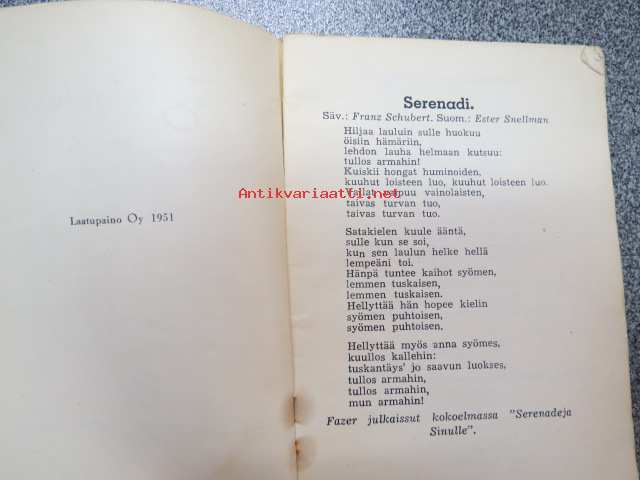 Laatupaino Oy 1951
Serenadi.
Säv.: Franz Schubert. Suom.: Ester Snellman
Hiljaa lauluin sulle huokuu
öisiin hämäriin,
lehdon lauha helmaan kutsuu:
tullos armahin!
Kuiskii hongat huminoiden,
kuuhut loisteen luo, kuuhut loisteen luo.
Antikvariaatti.net
vaipuu vainolaisten,
taivas turvan tuo,
taivas turvan tuo.
Satakielen kuule ääntä,
sulle kun se soi,
kun sen laulun helke hellä
lempeäni toi.
Hänpä tuntee kaihot syömen,
lemmen tuskaisen,
lemmen tuskaisen.
Hellyttää hän hopee kielin
syömen puhtoisen,
syömen puhtoisen.
Hellyttää myös anna syömes,
kuullos kallehin:
tuskantäys' jo saavun luokses,
tullos armahin,
tullos armahin,
mun armahin!
Fazer julkaissut kokoelmassa "Serenadeja
Sinulle".